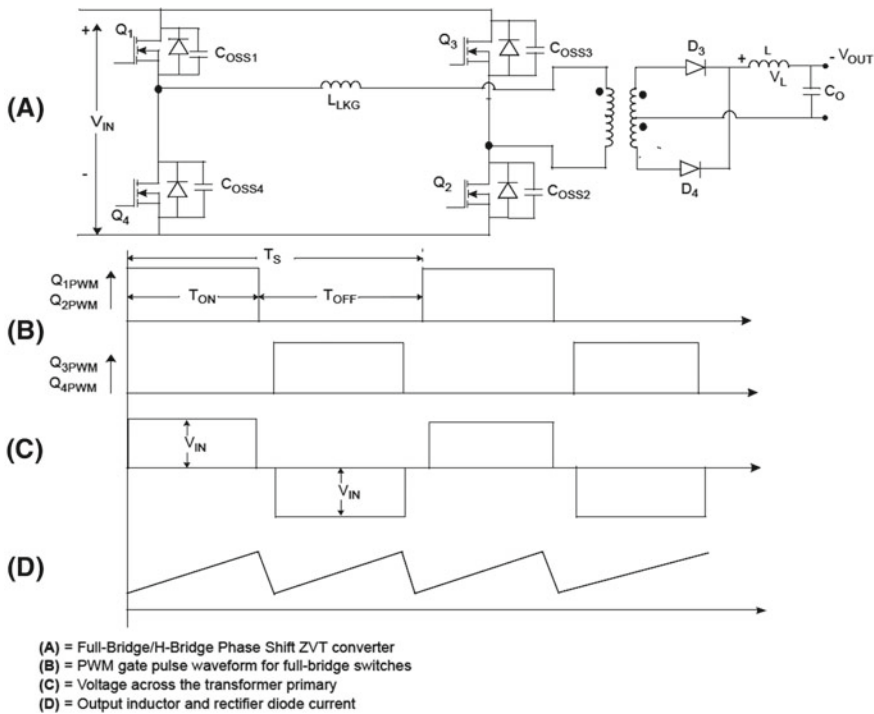 Q1
COSS1
Q3
COSS3
D3
+ L
- VOUT
VL
CO
(A)
+
VIN
-
LLKG
Q4
COSS4
Q2
COSS2
D4
TS
Q1PWM
Q2PWM
TON
TOFF
(B)
Q3PWM
Q4PWM
(C)
VIN
VIN
(D)
(A) = Full-Bridge/H-Bridge Phase Shift ZVT converter
(B) = PWM gate pulse waveform for full-bridge switches
(C) = Voltage across the transformer primary
(D) = Output inductor and rectifier diode current